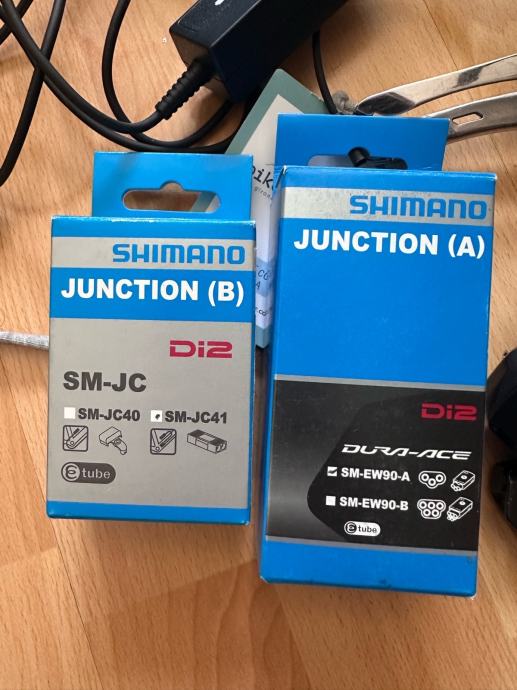 SHIMANO
JUNCTION (B)
Di2
SM-JC
SM-JC40
SM-JC41
e tube
SHIMANO
JUNCTION (A)
Di2
DURA-ACE
SM-EW90-A
SM-EW90-B
e tube